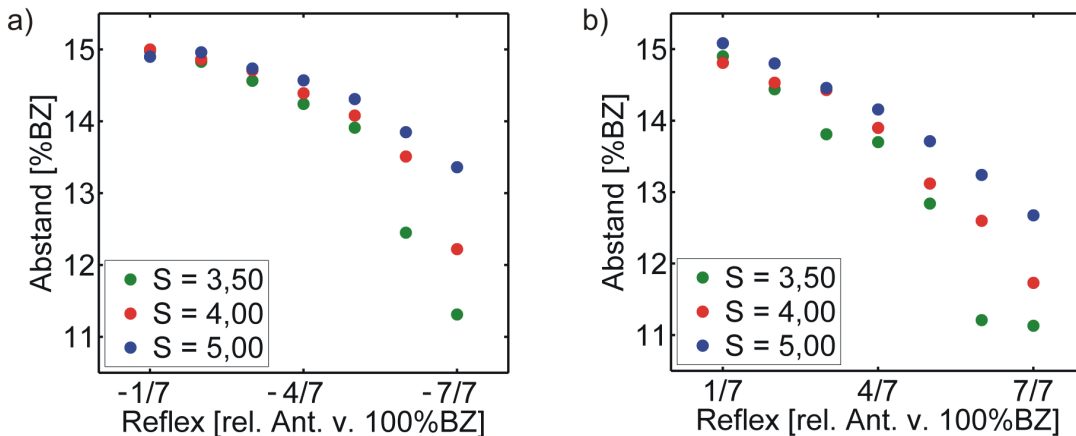 a)
Abstand [%BZ]
15
14
13
12
11
S = 3,50
S = 4,00
S = 5,00
-1/7 -4/7 -7/7
Reflex [rel. Ant. v. 100%BZ]
b)
Abstand [%BZ]
15
14
13
12
11
S = 3,50
S = 4,00
S = 5,00
1/7 4/7 7/7
Reflex [rel. Ant. v. 100%BZ]